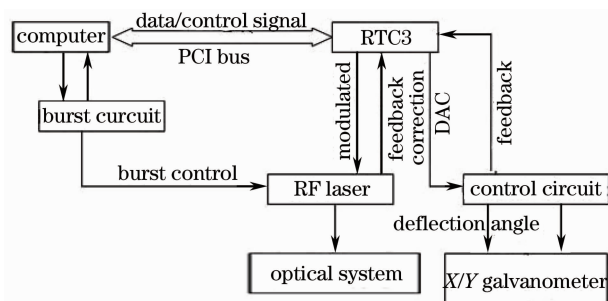 data/control signal
computer
RTC3
PCI bus
burst curcuit
modulated
feedback
correction
DAC
feedback
burst control
RF laser
control circuit
deflection angle
optical system
X/Y galvanometer